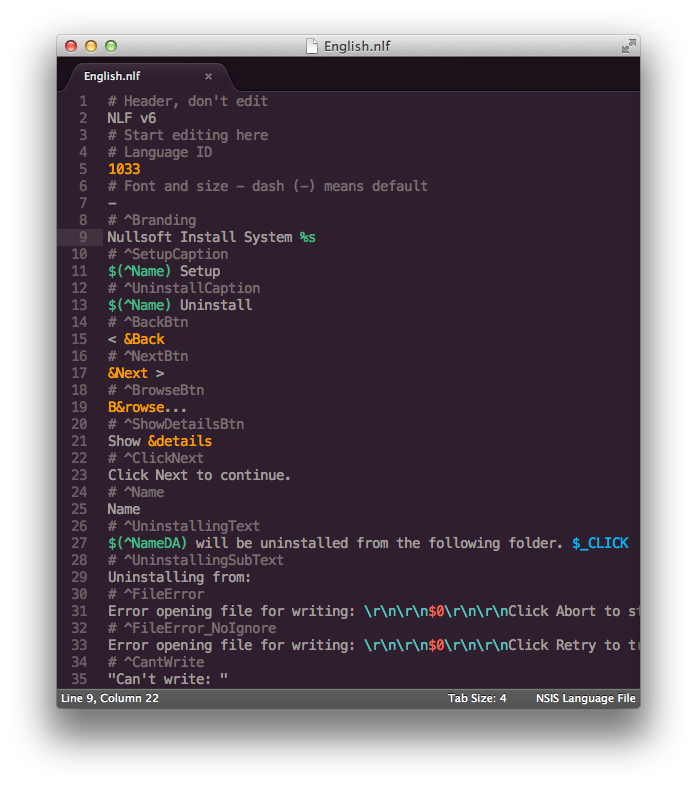 English.nlf
English.nlf ×
1 # Header, don't edit
2 NLF v6
3 # Start editing here
4 # Language ID
5 1033
6 # Font and size - dash (-) means default
7 -
8 # ^Branding
9 Nullsoft Install System %s
10 # ^SetupCaption
11 $(^Name) Setup
12 # ^UninstallCaption
13 $(^Name) Uninstall
14 # ^BackBtn
15 < &Back
16 # ^NextBtn
17 &Next >
18 # ^BrowseBtn
19 B&rowse...
20 # ^ShowDetailsBtn
21 Show &details
22 # ^ClickNext
23 Click Next to continue.
24 # ^Name
25 Name
26 # ^UninstallingText
27 $(^NameDA) will be uninstalled from the following folder. $_CLICK
28 # ^UninstallingSubText
29 Uninstalling from:
30 # ^FileError
31 Error opening file for writing: \r\n\r\n$0\r\n\r\nClick Abort to
32 # ^FileError_NoIgnore
33 Error opening file for writing: \r\n\r\n$0\r\n\r\nClick Retry to
34 # ^CantWrite
35 "Can't write: "
Line 9, Column 22 Tab Size: 4 NSIS Language File